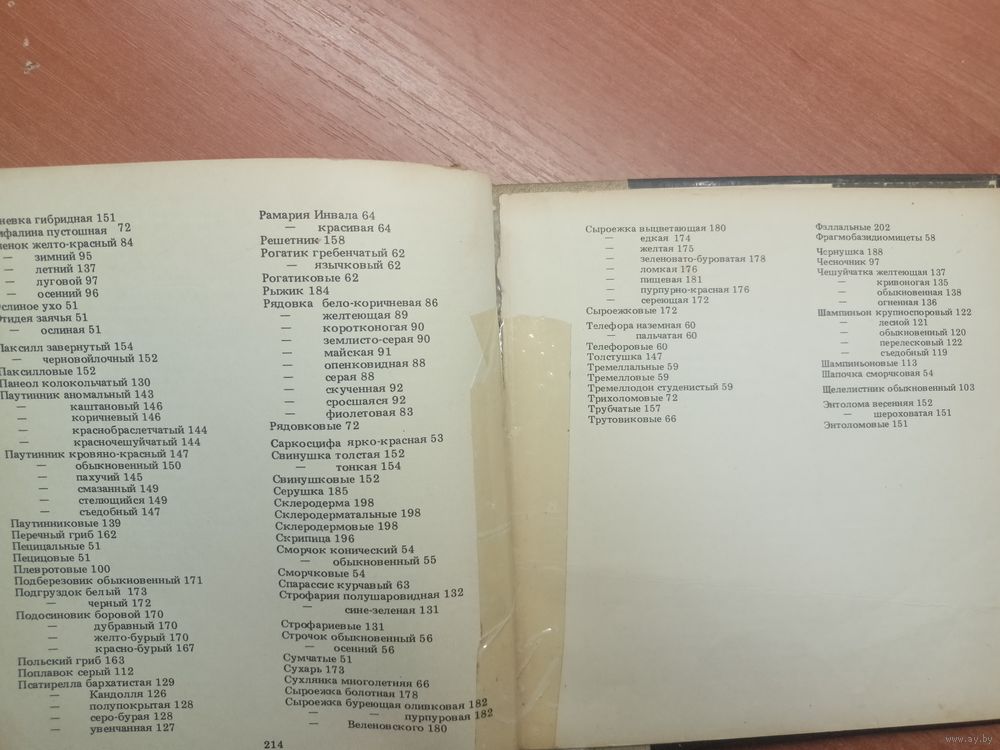 гибридная 151
пустошная 72
желто-красный 84
— зимний 95
— летний 137
— луговой 97
— осенний 96
ухо 51
заячья 51
— ослиная 51
Паксилл завернутый 154
— черновойлочный 152
Паксилловые 152
Панеол колокольчатый 130
Паутинник аномальный 143
— каштановый 146
— коричневый 146
— краснобраслетчатый 144
— красночешуйчатый 144
Паутинник кровяно-красный 147
— обыкновенный 150
— пахучий 145
— смазанный 149
— стелющийся 149
— съедобный 147
Паутинниковые 139
Перечный гриб 162
Пецицальные 51
Пецицовые 51
Плевротовые 100
Подберезовик обыкновенный 171
Подгруздок белый 173
— черный 172
Подосиновик боровой 170
— дубравный 170
— желто-бурый 170
— красно-бурый 167
Польский гриб 163
Поплавок серый 112
Псатирелла бархатистая 129
— Кандолля 126
— полупокрытая 128
— серо-бурая 128
— увенчанная 127
Рамария Инвала 64
— красивая 64
Решетник 158
Рогатик гребенчатый 62
— язычковый 62
Рогатиковые 62
Рыжик 184
Рядовка бело-коричневая 86
— желтеющая 89
— коротконогая 90
— землисто-серая 90
— майская 91
— опенковидная 88
— серая 88
— скученная 92
— сросшаяся 92
— фиолетовая 83
Рядовковые 72
Саркосцифа ярко-красная 53
Свинушка толстая 152
— тонкая 154
Свинушковые 152
Серушка 185
Склеродерма 198
Склеродерматальные 198
Склеродермовые 198
Скрипица 196
Сморчок конический 54
— обыкновенный 55
Сморчковые 54
Спарассис курчавый 63
Строфария полушаровидная 132
— сине-зеленая 131
Строфариевые 131
Строчок обыкновенный 56
— осенний 56
Сумчатые 51
Сухарь 173
Сухлянка многолетняя 66
Сыроежка болотная 178
Сыроежка буреющая оливковая 182
— — пурпуровая 182
— Веленовского 180
214
Сыроежка выцветающая 180
— едкая 174
— желтая 175
— зеленовато-буроватая 178
— ломкая 176
— пищевая 181
— пурпурно-красная 176
— сереющая 172
Сыроежковые 172
Телефора наземная 60
— пальчатая 60
Телефоровые 60
Толстушка 147
Тремеллальные 59
Тремелловые 59
Тремеллодон студенистый 59
Трихоломовые 72
Трубчатые 157
Трутовиковые 66
Фэллальные 202
Фрагмобазидиомицеты 58
Чернушка 188
Чесночник 97
Чешуйчатка желтеющая 137
— кривоногая 135
— обыкновенная 138
— огненная 136
Шампиньон крупноспоровый 122
— лесной 121
— обыкновенный 120
— перелесковый 122
— съедобный 119
Шампиньоновые 113
Шапочка сморчковая 54
Щелелистник обыкновенный 103
Энтолома весенняя 152
— шероховатая 151
Энтоломовые 151
www.ay.by